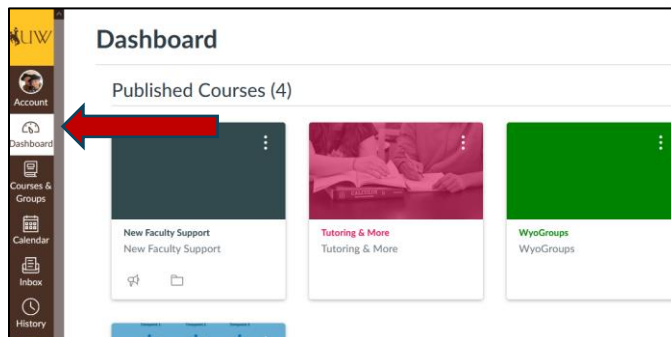 UW
Dashboard
Published Courses (4)
Account
Dashboard
Courses &
Groups
Calendar
Inbox
History
New Faculty Support
New Faculty Support
Tutoring & More
Tutoring & More
WyoGroups
WyoGroups